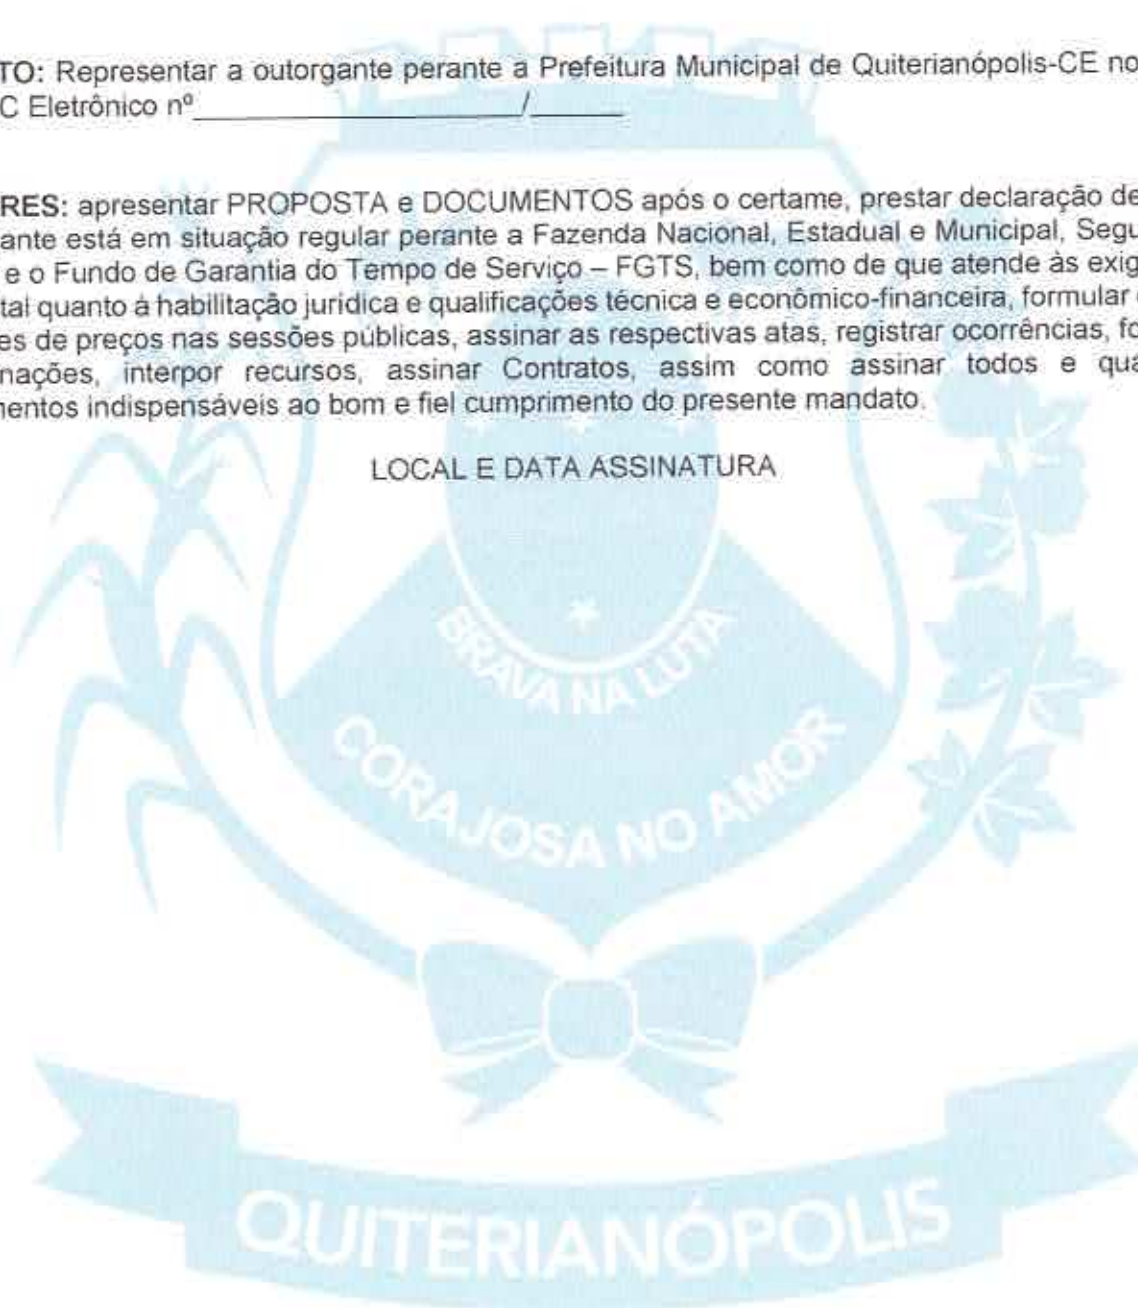 TO: Representar a outorgante perante a Prefeitura Municipal de Quiterianópolis-CE no
C Eletrônico nº______________________/______
RES: apresentar PROPOSTA e DOCUMENTOS após o certame, prestar declaração de
ante está em situação regular perante a Fazenda Nacional, Estadual e Municipal, Segu
e o Fundo de Garantia do Tempo de Serviço – FGTS, bem como de que atende às exig
tal quanto à habilitação jurídica e qualificações técnica e econômico-financeira, formular
es de preços nas sessões públicas, assinar as respectivas atas, registrar ocorrências, fo
nações, interpor recursos, assinar Contratos, assim como assinar todos e qua
nentos indispensáveis ao bom e fiel cumprimento do presente mandato.
LOCAL E DATA ASSINATURA
BRAVA NA LUTA
CORAJOSA NO AMOR
QUITERIANÓPOLIS